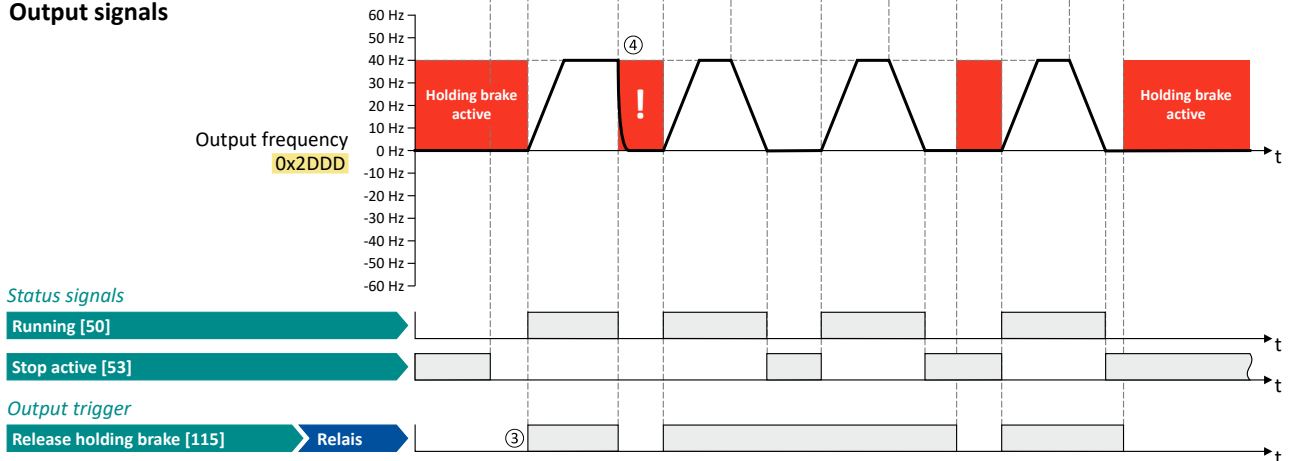 Output signals
60 Hz
50 Hz
40 Hz
30 Hz
20 Hz
10 Hz
0 Hz
-10 Hz
-20 Hz
-30 Hz
-40 Hz
-50 Hz
-60 Hz
Output frequency
0x2DDD
Holding brake
active
④
!
Holding brake
active
t
Status signals
Running [50]
t
Stop active [53]
t
Output trigger
Release holding brake [115] Relais
③
t